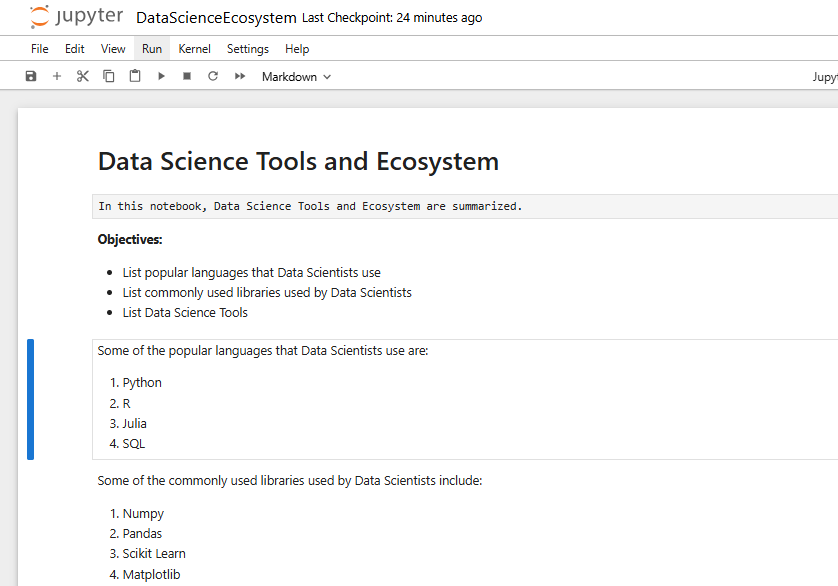 jupyter DataScienceEcosystem Last Checkpoint: 24 minutes ago
File Edit View Run Kernel Settings Help
Markdown
Data Science Tools and Ecosystem
In this notebook, Data Science Tools and Ecosystem are summarized.
Objectives:
• List popular languages that Data Scientists use
• List commonly used libraries used by Data Scientists
• List Data Science Tools
Some of the popular languages that Data Scientists use are:
1. Python
2. R
3. Julia
4. SQL
Some of the commonly used libraries used by Data Scientists include:
1. Numpy
2. Pandas
3. Scikit Learn
4. Matplotlib